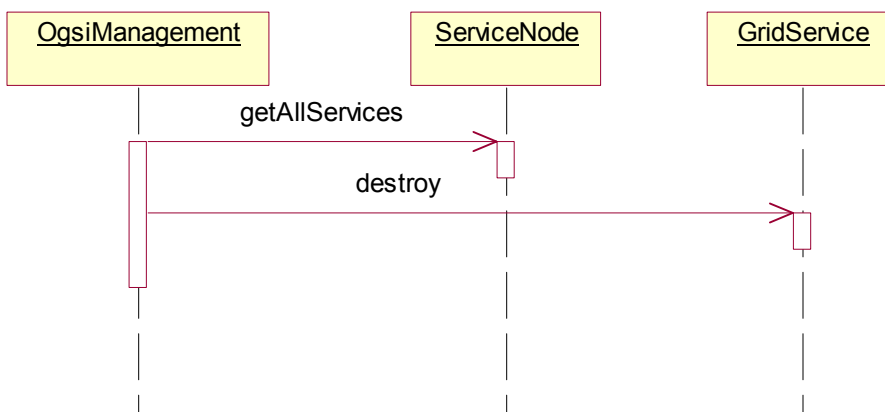 OgsiManagement
ServiceNode
GridService
getAllServices
destroy